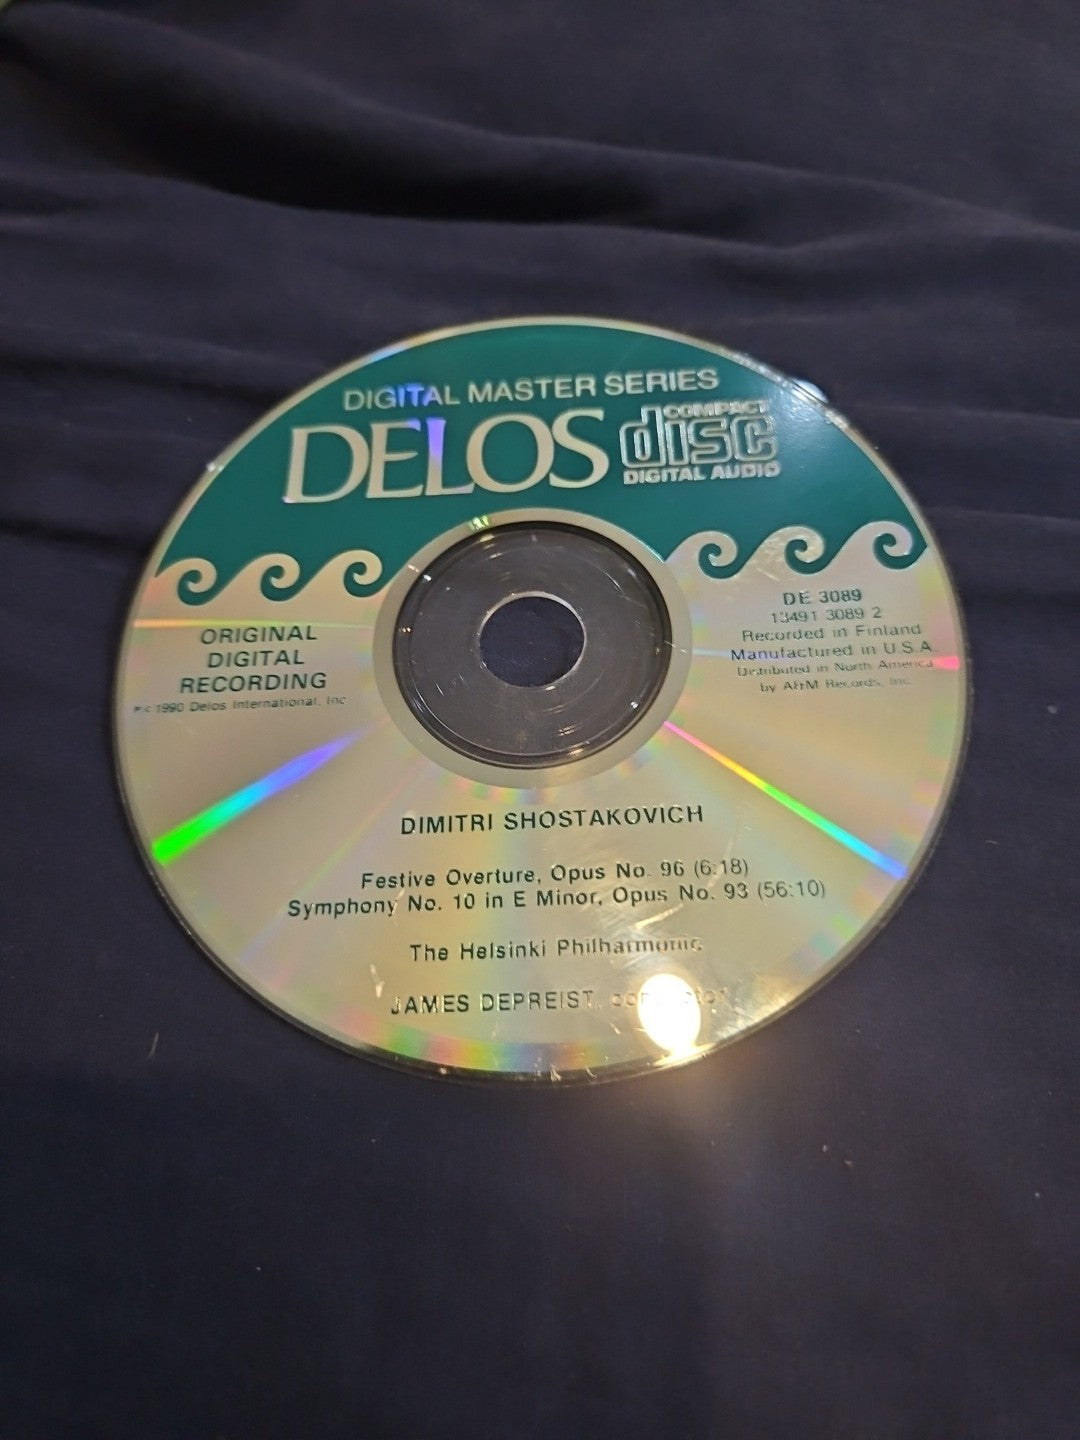 DIGITAL MASTER SERIES
DELOS
COMPACT
disc
DIGITAL AUDIO
ORIGINAL
DIGITAL
RECORDING
℗ © 1990 Delos International, Inc
DE 3089
13491 3089 2
Recorded in Finland
Manufactured in U.S.A.
Distributed in North America
by A&M Records, Inc.
DIMITRI SHOSTAKOVICH
Festive Overture, Opus No. 96 (6:18)
Symphony No. 10 in E Minor, Opus No. 93 (56:10)
The Helsinki Philharmonic
JAMES DEPREIST,